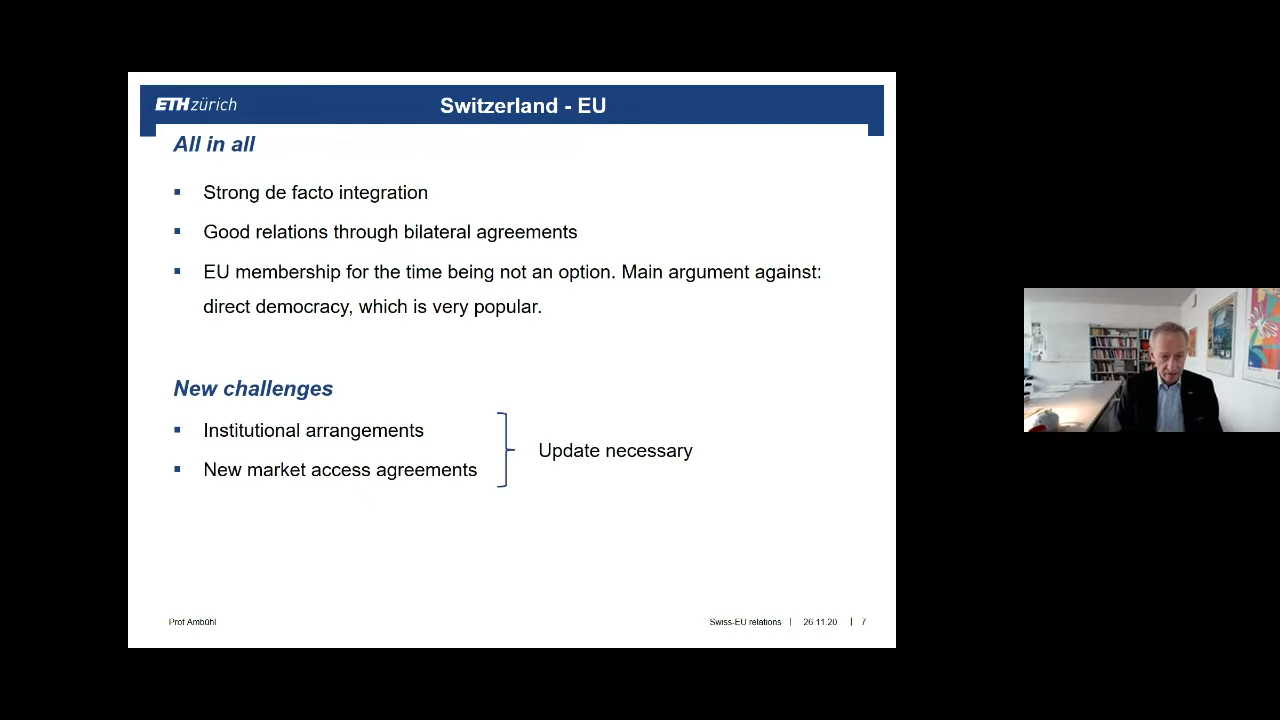 ETH zürich
Switzerland - EU
All in all
▪ Strong de facto integration
▪ Good relations through bilateral agreements
▪ EU membership for the time being not an option. Main argument against:
direct democracy, which is very popular.
New challenges
▪ Institutional arrangements
▪ New market access agreements
Update necessary
Prof Ambühl
Swiss-EU relations | 26.11.20 | 7